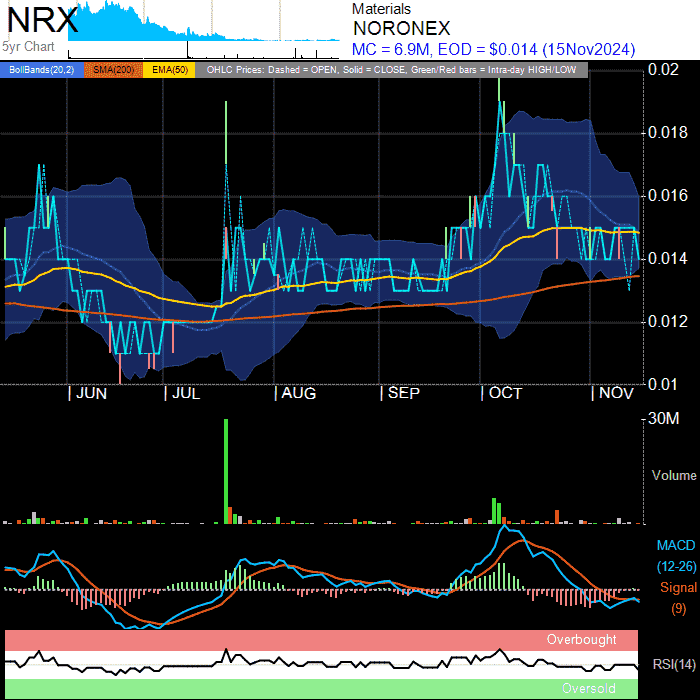 NRX
5yr Chart
Materials
NORONEX
MC = 6.9M, EOD = $0.014 (15Nov2024)
BollBands(20,2) SMA(200) EMA(50) OHLC Prices: Dashed = OPEN, Solid = CLOSE, Green/Red bars = Intra-day HIGH/LOW
0.02
0.018
0.016
0.014
0.012
0.01
JUN JUL AUG SEP OCT NOV
30M
Volume
MACD
(12-26)
Signal
(9)
Overbought
RSI(14)
Oversold